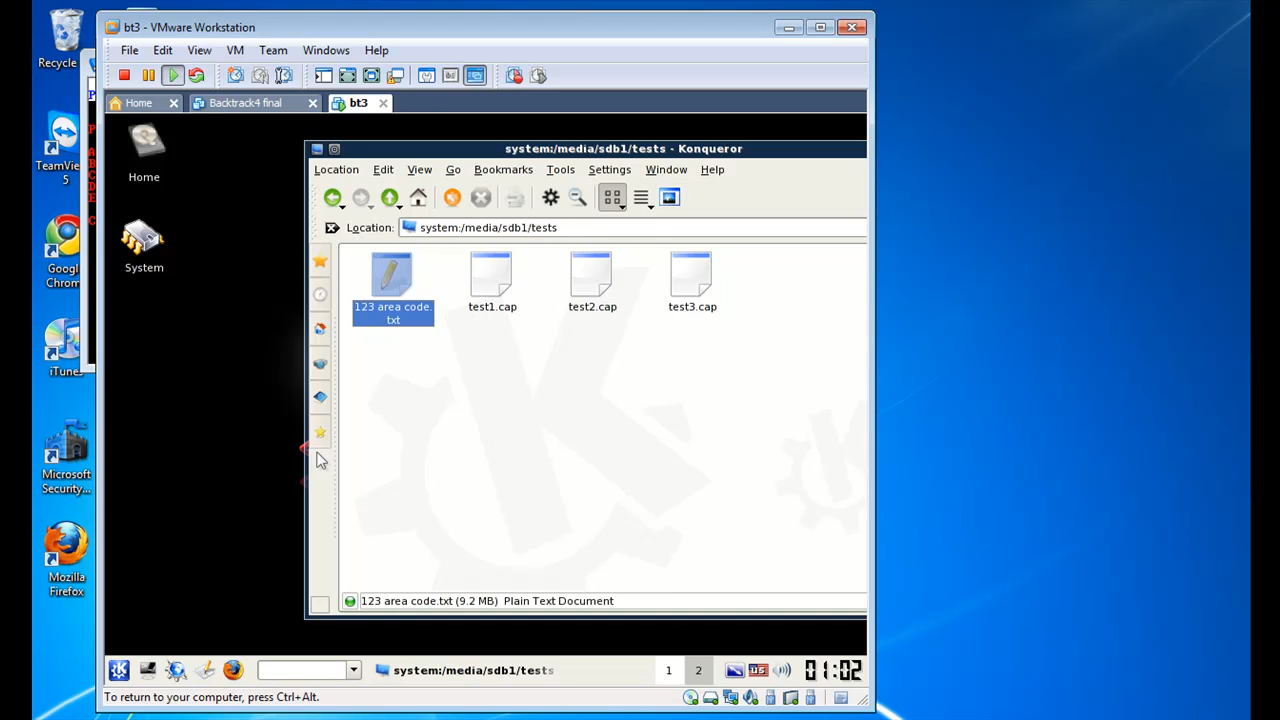 bt3 - VMware Workstation
File Edit View VM Team Windows Help
Home Backtrack4 final bt3
Recycle
TeamVie
5
Google
Chrom
iTunes
Microsoft
Security...
Mozilla
Firefox
P
P
A
B
C
D
E
C
Home
System
system:/media/sdb1/tests - Konqueror
Location Edit View Go Bookmarks Tools Settings Window Help
Location: system:/media/sdb1/tests
123 area code.
txt
test1.cap test2.cap test3.cap
123 area code.txt (9.2 MB) Plain Text Document
system:/media/sdb1/tests 1 2 us 01:02
To return to your computer, press Ctrl+Alt.